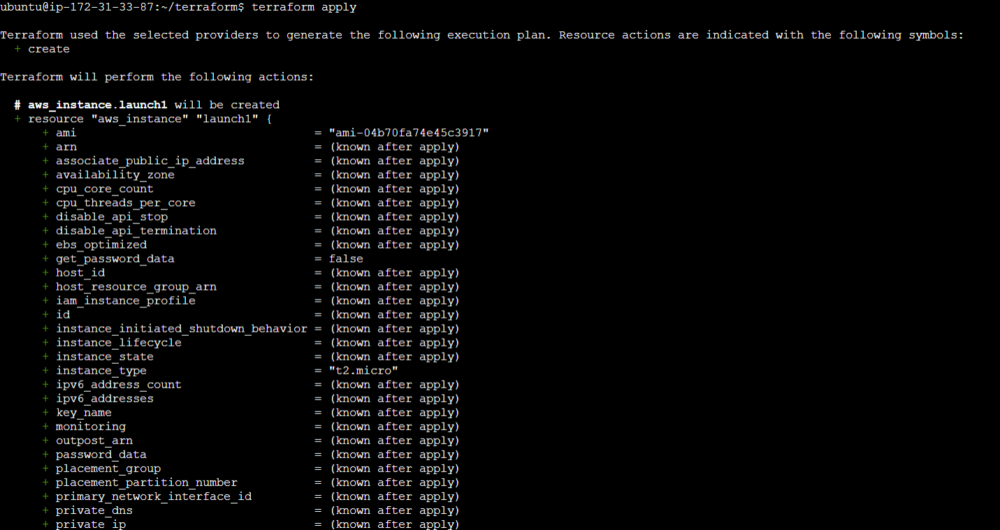 ubuntu@ip-172-31-33-87:~/terraform$ terraform apply
Terraform used the selected providers to generate the following execution plan. Resource actions are indicated with the following symbols:
+ create
Terraform will perform the following actions:
# aws_instance.launch1 will be created
+ resource "aws_instance" "launch1" {
+ ami = "ami-04b70fa74e45c3917"
+ arn = (known after apply)
+ associate_public_ip_address = (known after apply)
+ availability_zone = (known after apply)
+ cpu_core_count = (known after apply)
+ cpu_threads_per_core = (known after apply)
+ disable_api_stop = (known after apply)
+ disable_api_termination = (known after apply)
+ ebs_optimized = (known after apply)
+ get_password_data = false
+ host_id = (known after apply)
+ host_resource_group_arn = (known after apply)
+ iam_instance_profile = (known after apply)
+ id = (known after apply)
+ instance_initiated_shutdown_behavior = (known after apply)
+ instance_lifecycle = (known after apply)
+ instance_state = (known after apply)
+ instance_type = "t2.micro"
+ ipv6_address_count = (known after apply)
+ ipv6_addresses = (known after apply)
+ key_name = (known after apply)
+ monitoring = (known after apply)
+ outpost_arn = (known after apply)
+ password_data = (known after apply)
+ placement_group = (known after apply)
+ placement_partition_number = (known after apply)
+ primary_network_interface_id = (known after apply)
+ private_dns = (known after apply)
+ private_ip = (known after apply)